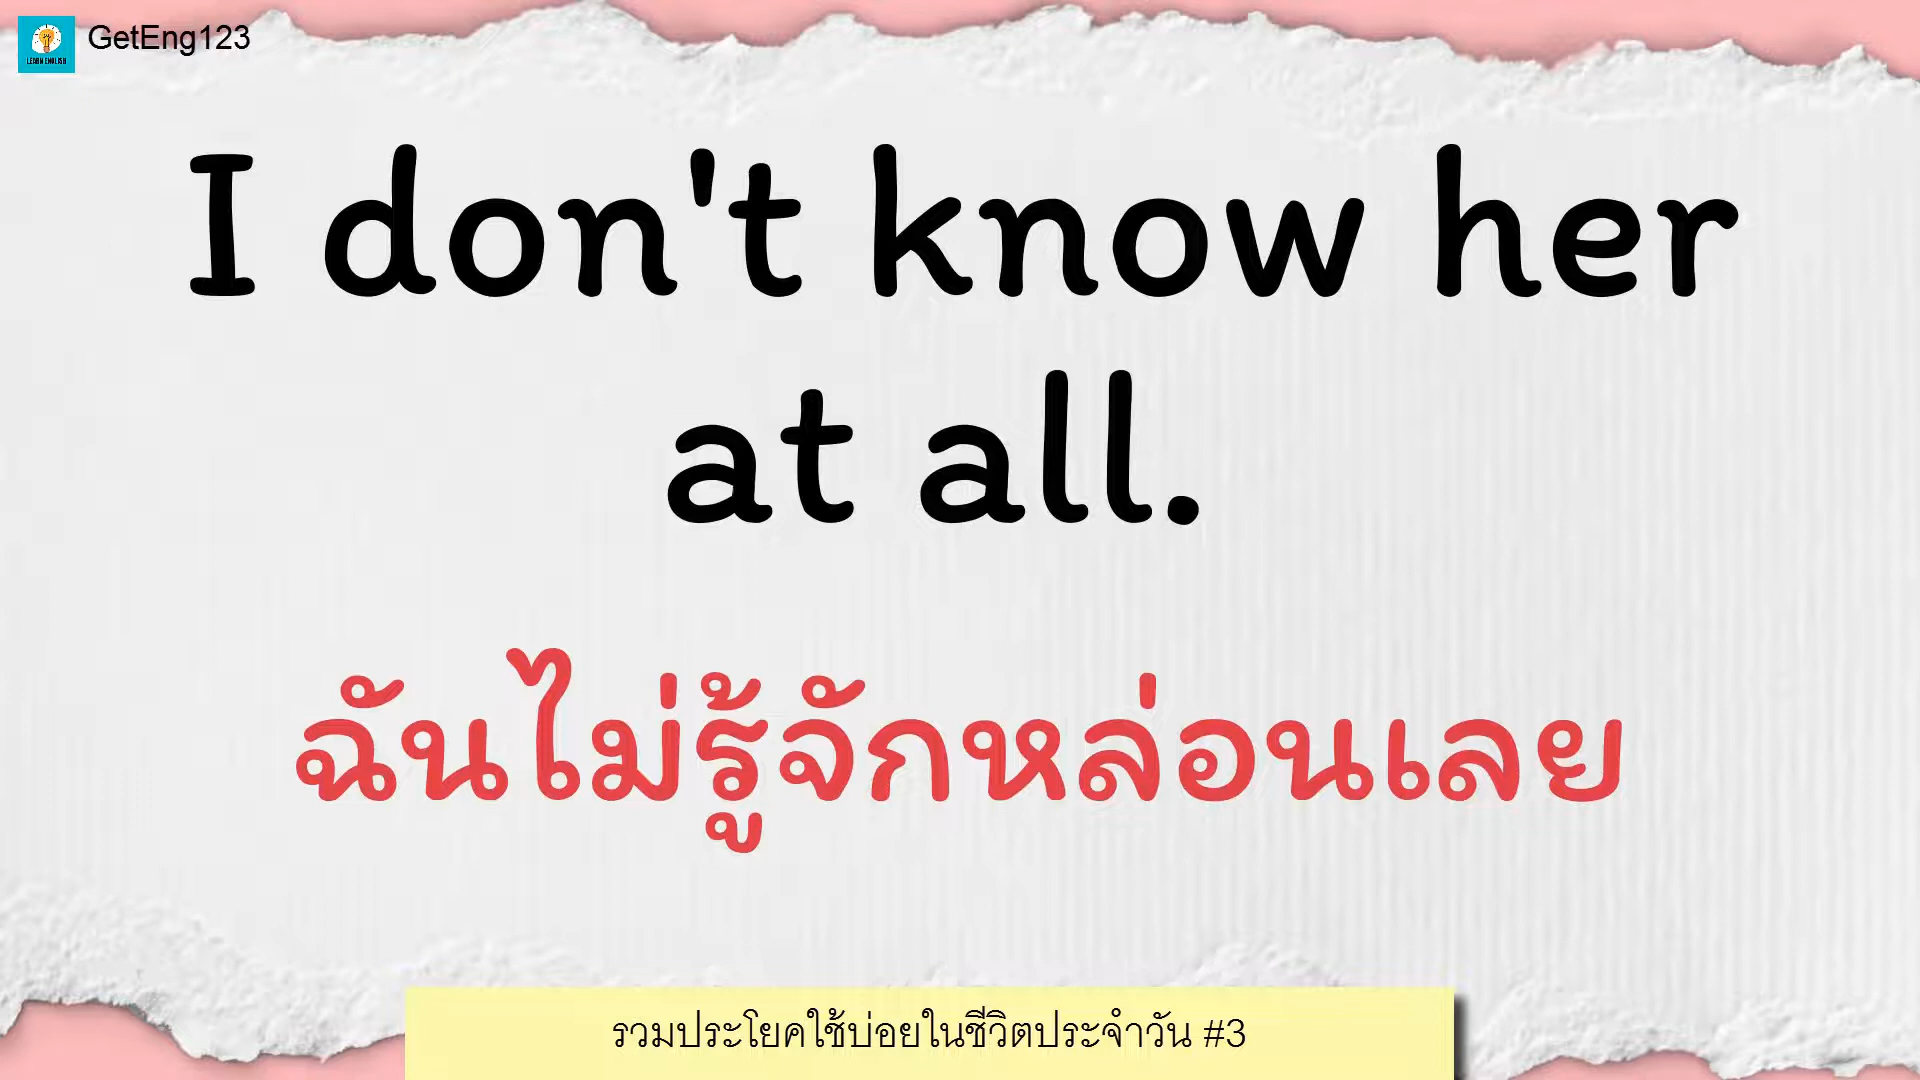 GetEng123
LEARN ENGLISH
I don't know her
at all.
ฉันไม่รู้จักหล่อนเลย
รวมประโยคใช้บ่อยในชีวิตประจำวัน #3